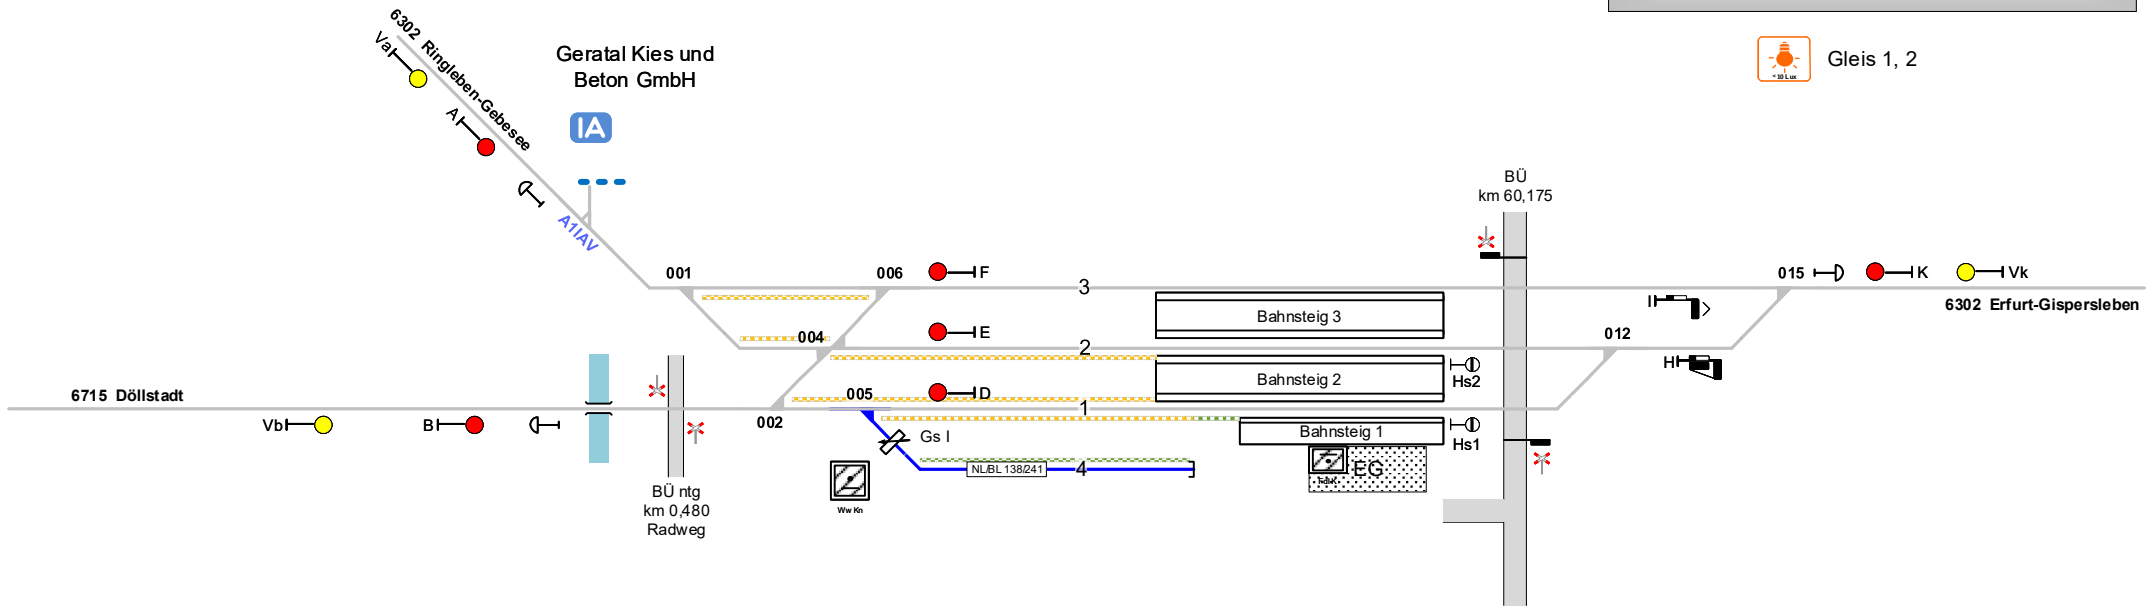 6302 Ringleben-Gebesee
Va
A
Geratal Kies und
Beton GmbH
IA
A1IAV
< 10 Lux
Gleis 1, 2
BÜ
km 60,175
001
006
F
3
015
K
Vk
6302 Erfurt-Gispersleben
Bahnsteig 3
I
004
E
2
012
H
Bahnsteig 2
Hs2
6715 Döllstadt
005
D
1
Vb
B
002
Gs I
Bahnsteig 1
Hs1
NL/BL 138/241
4
EG
Ww Kn
BÜ ntg
km 0,480
Radweg